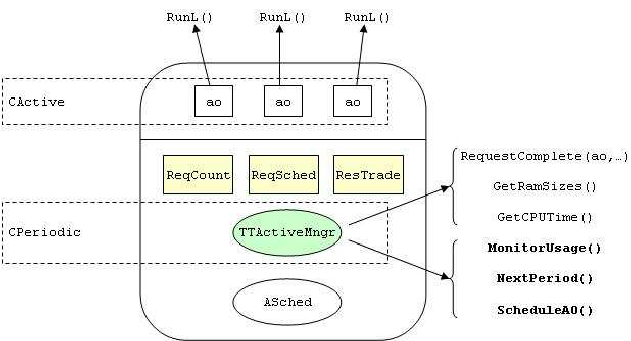 RunL() RunL() RunL()
CActive ao ao ao
ReqCount ReqSched ResTrade
RequestComplete(ao,…)
GetRamSizes()
GetCPUTime()
CPeriodic TTActiveMngr
MonitorUsage()
NextPeriod()
ASched
ScheduleAO()